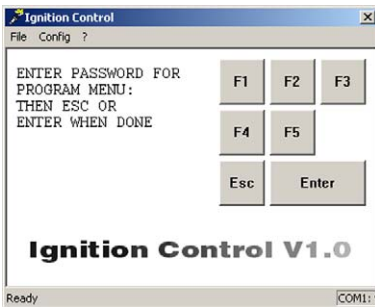 Ignition Control
File Config ?
ENTER PASSWORD FOR
PROGRAM MENU:
THEN ESC OR
ENTER WHEN DONE
F1 F2 F3
F4 F5
Esc Enter
Ignition Control V1.0
Ready COM1: